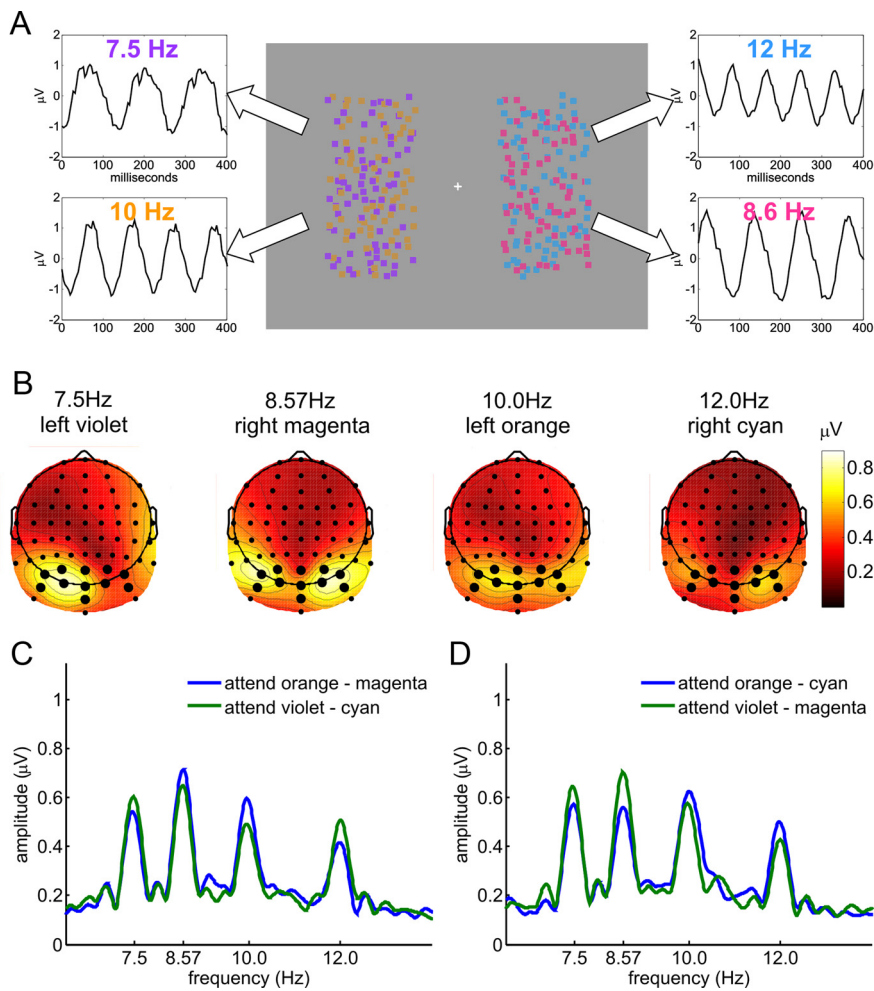 A
7.5 Hz
2
1
0
-1
-2
μV
0 100 200 300 400
milliseconds
10 Hz
2
1
0
-1
-2
μV
0 100 200 300 400
12 Hz
2
1
0
-1
-2
μV
0 100 200 300 400
milliseconds
8.6 Hz
2
1
0
-1
-2
μV
0 100 200 300 400
B
7.5Hz
left violet
8.57Hz
right magenta
10.0Hz
left orange
12.0Hz
right cyan
μV
0.8
0.6
0.4
0.2
C
attend orange - magenta
attend violet - cyan
1
0.8
0.6
0.4
0.2
0
amplitude (μV)
7.5 8.57 10.0 12.0
frequency (Hz)
D
attend orange - cyan
attend violet - magenta
1
0.8
0.6
0.4
0.2
0
amplitude (μV)
7.5 8.57 10.0 12.0
frequency (Hz)